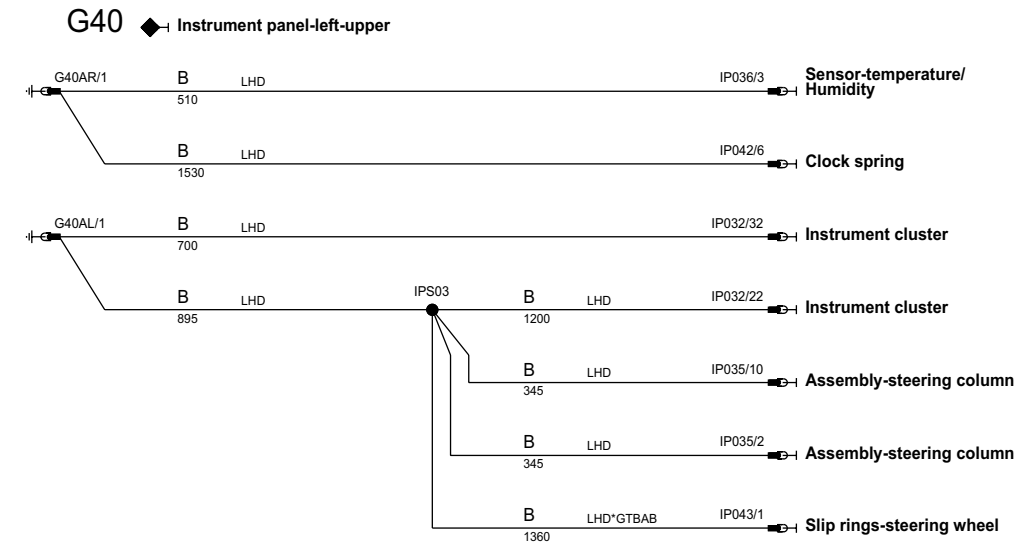 G40 Instrument panel-left-upper
G40AR/1 B LHD IP036/3 Sensor-temperature/
Humidity
510
B LHD IP042/6 Clock spring
1530
G40AL/1 B LHD IP032/32 Instrument cluster
700
B LHD IPS03 B LHD IP032/22 Instrument cluster
895 1200
B LHD IP035/10 Assembly-steering column
345
B LHD IP035/2 Assembly-steering column
345
B LHD*GTBAB IP043/1 Slip rings-steering wheel
1360